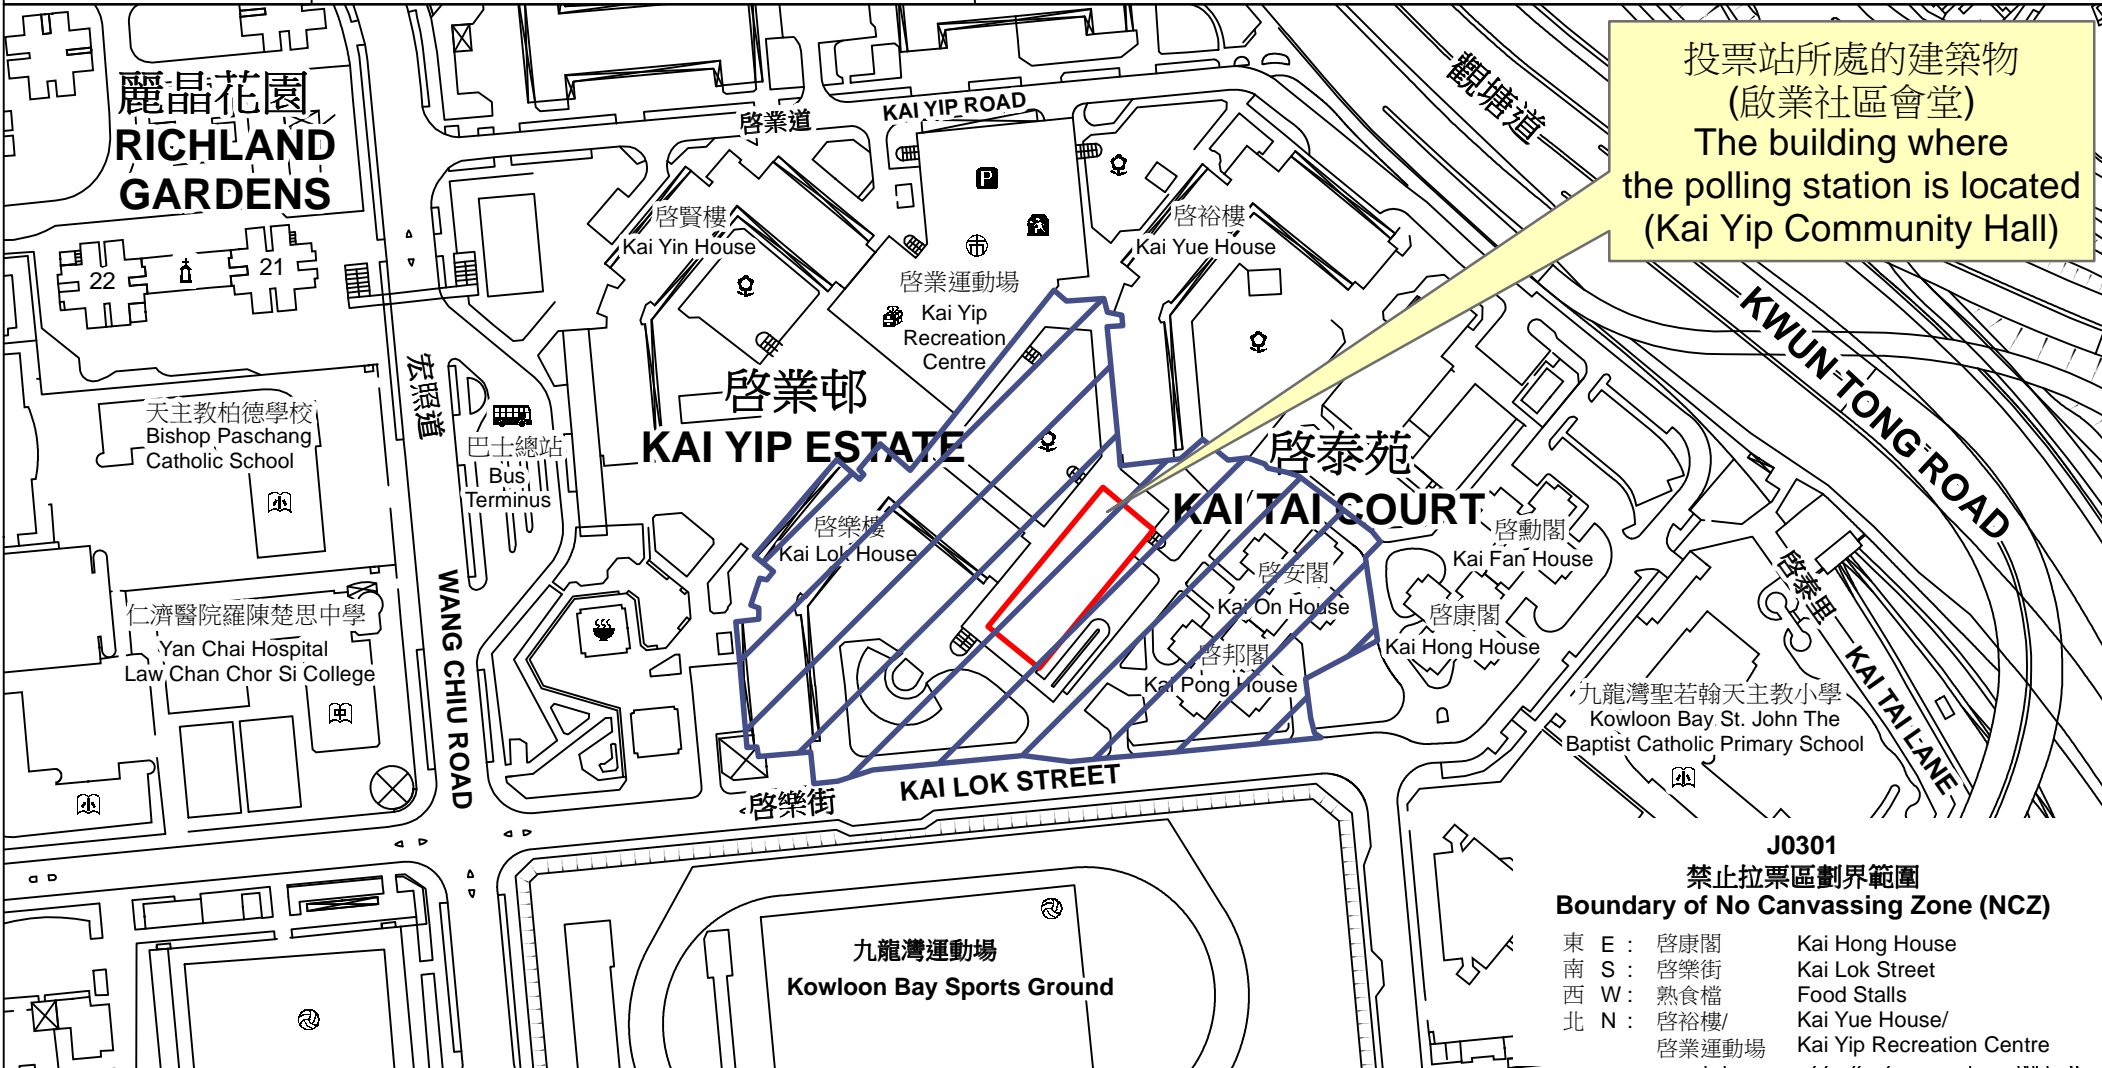 麗晶花園
RICHLAND
GARDENS
啓業道
KAI YIP ROAD
觀塘道
投票站所處的建築物
(啟業社區會堂)
The building where
the polling station is located
(Kai Yip Community Hall)
P
啓賢樓
Kai Yin House
啓裕樓
Kai Yue House
22
21
啓業運動場
Kai Yip
Recreation
Centre
KWUN TONG ROAD
宏照道
啓業邨
KAI YIP ESTATE
天主教柏德學校
Bishop Paschang
Catholic School
巴士總站
Bus
Terminus
啓泰苑
KAI TAI COURT
啓樂樓
Kai Lok House
啓勳閣
Kai Fan House
啓安閣
Kai On House
啓泰里
KAI TAI LANE
仁濟醫院羅陳楚思中學
Yan Chai Hospital
Law Chan Chor Si College
WANG CHIU ROAD
啓康閣
Kai Hong House
啓邦閣
Kai Pong House
九龍灣聖若翰天主教小學
Kowloon Bay St. John The
Baptist Catholic Primary School
啓樂街
KAI LOK STREET
九龍灣運動場
Kowloon Bay Sports Ground
J0301
禁止拉票區劃界範圍
Boundary of No Canvassing Zone (NCZ)
東 E : 啓康閣 Kai Hong House
南 S : 啓樂街 Kai Lok Street
西 W : 熟食檔 Food Stalls
北 N : 啓裕樓/ Kai Yue House/
啓業運動場 Kai Yip Recreation Centre